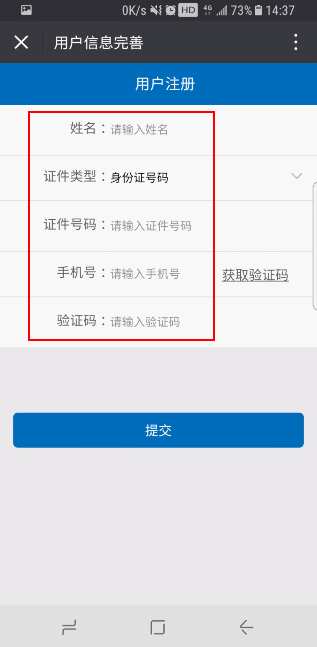 0K/s HD 4G 73% 14:37
用户信息完善
用户注册
姓名：请输入姓名
证件类型：身份证号码
证件号码：请输入证件号码
手机号：请输入手机号 获取验证码
验证码：请输入验证码
提交